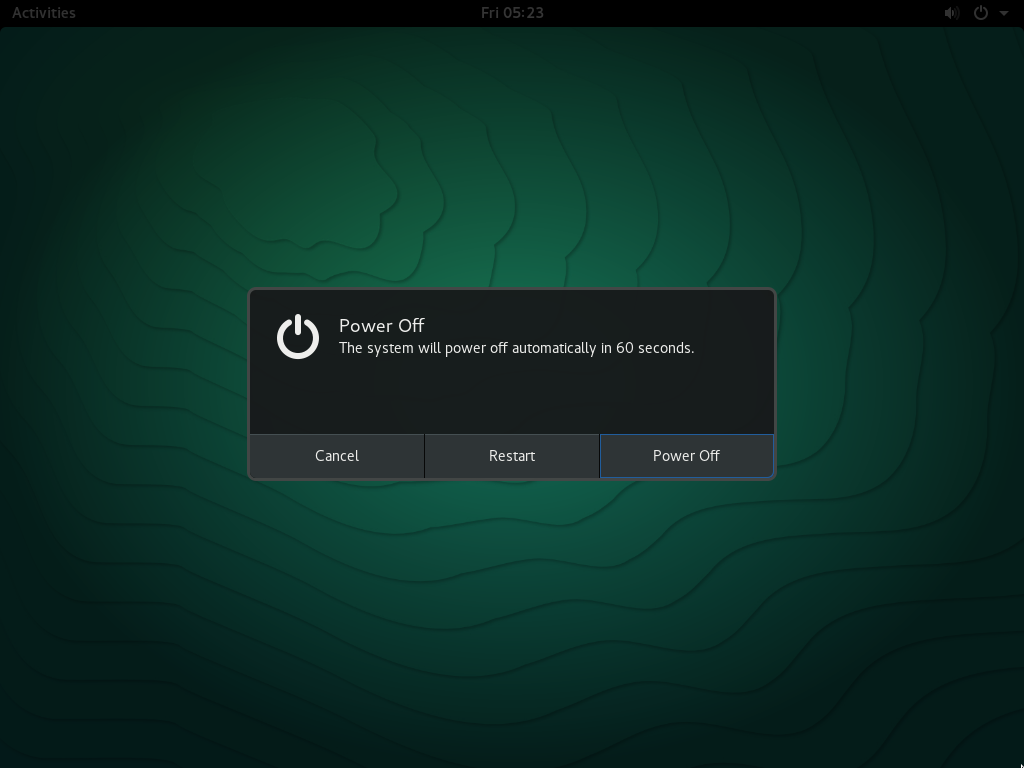 Activities
Fri 05:23
Power Off
The system will power off automatically in 60 seconds.
Cancel
Restart
Power Off